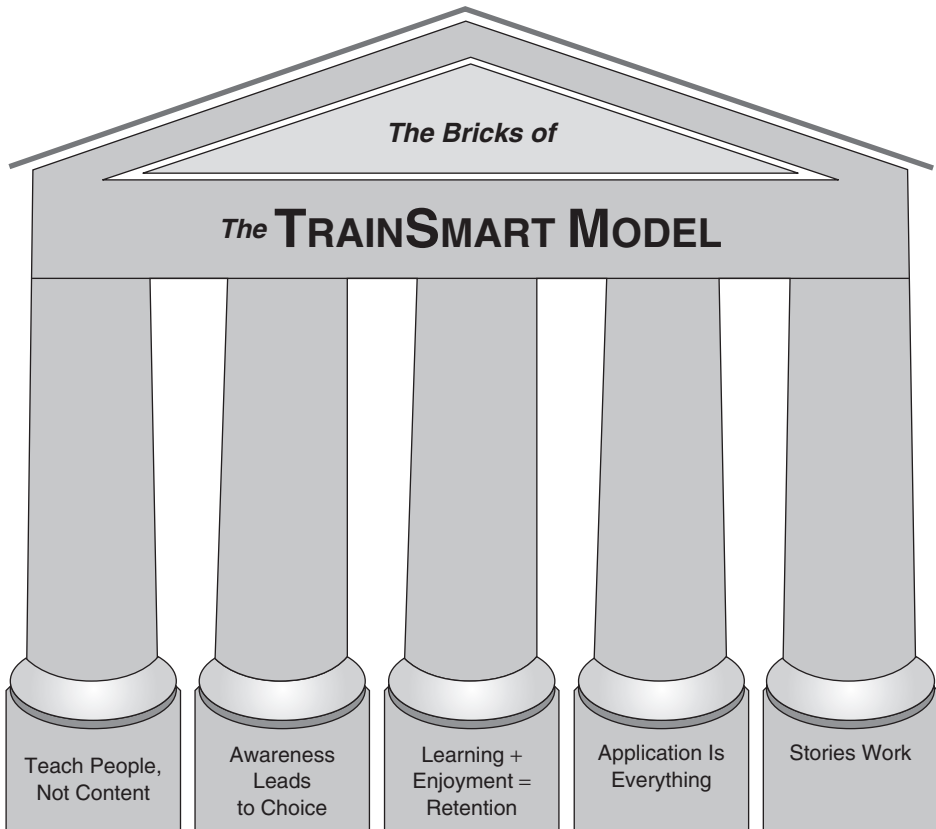 The Bricks of
The TRAINSMART MODEL
Teach People,
Not Content
Awareness
Leads
to Choice
Learning +
Enjoyment =
Retention
Application Is
Everything
Stories Work